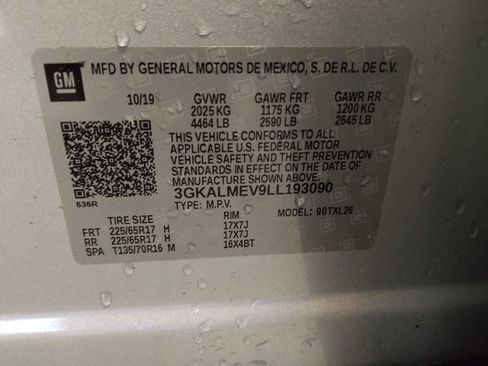 GM
MFD BY GENERAL MOTORS DE MEXICO, S. DE R.L. DE C.V.
10/19 GVWR GAWR FRT GAWR RR
2025 KG 1175 KG 1200 KG
4464 LB 2590 LB 2645 LB
THIS VEHICLE CONFORMS TO ALL
APPLICABLE U.S. FEDERAL MOTOR
VEHICLE SAFETY AND THEFT PREVENTION
STANDARDS IN EFFECT ON THE DATE OF
MANUFACTURE SHOWN ABOVE.
3GKALMEV9LL193090
636R TYPE: M.P.V. MODEL: 90TXL26
TIRE SIZE RIM
FRT 225/65R17 H 17X7J
RR 225/65R17 H 17X7J
SPA T135/70R16 M 16X4BT